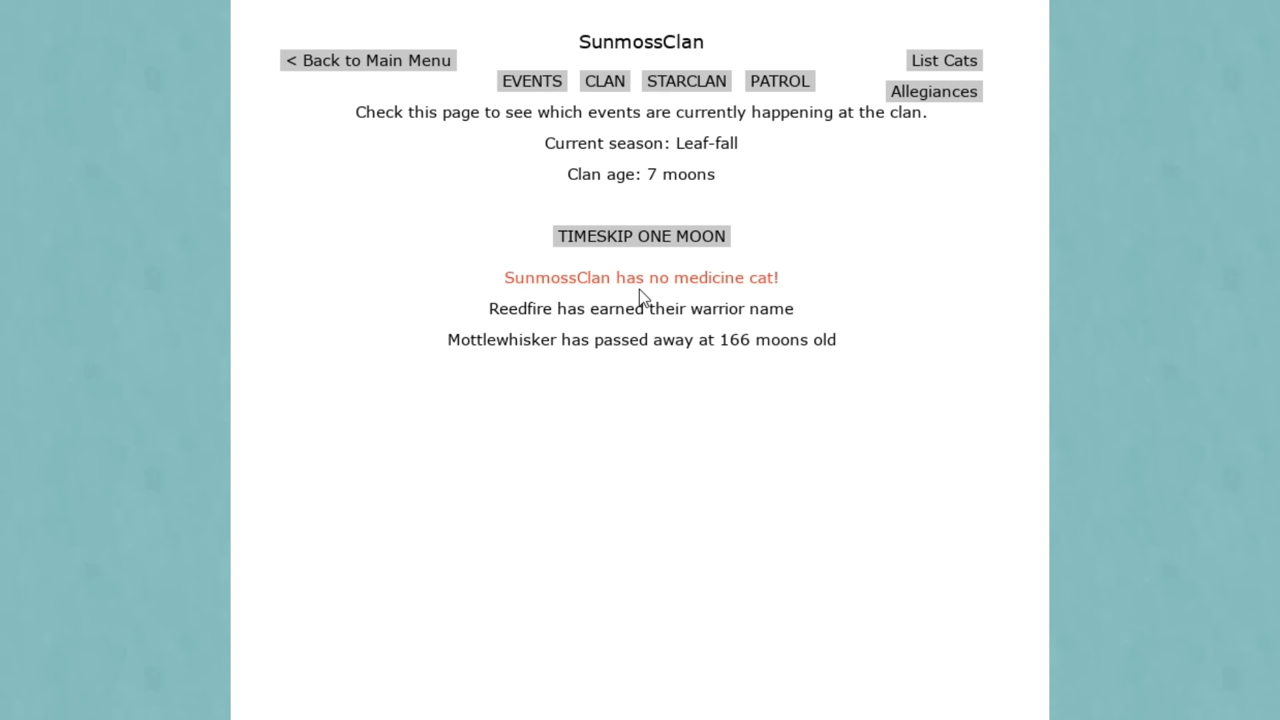 SunmossClan
< Back to Main Menu
List Cats
EVENTS CLAN STARCLAN PATROL
Allegiances
Check this page to see which events are currently happening at the clan.
Current season: Leaf-fall
Clan age: 7 moons
TIMESKIP ONE MOON
SunmossClan has no medicine cat!
Reedfire has earned their warrior name
Mottlewhisker has passed away at 166 moons old